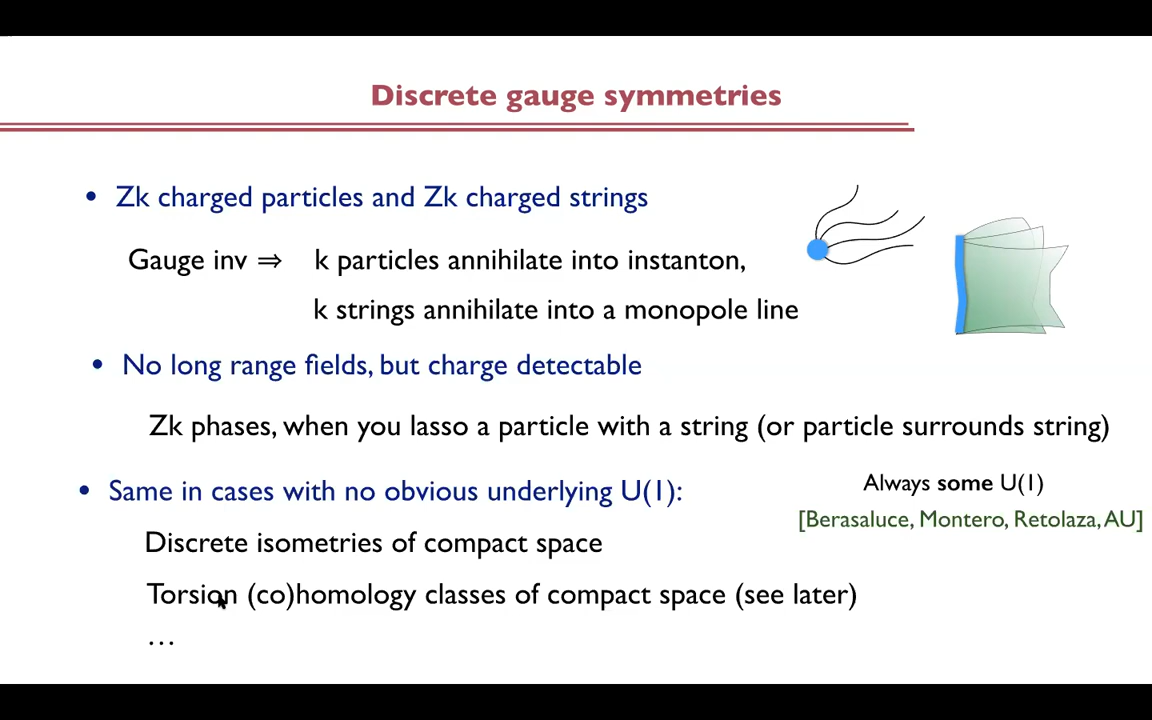 Discrete gauge symmetries
• Zk charged particles and Zk charged strings
Gauge inv ⇒ k particles annihilate into instanton,
k strings annihilate into a monopole line
• No long range fields, but charge detectable
Zk phases, when you lasso a particle with a string (or particle surrounds string)
• Same in cases with no obvious underlying U(1):
Always some U(1)
[Berasaluce, Montero, Retolaza, AU]
Discrete isometries of compact space
Torsion (co)homology classes of compact space (see later)
…